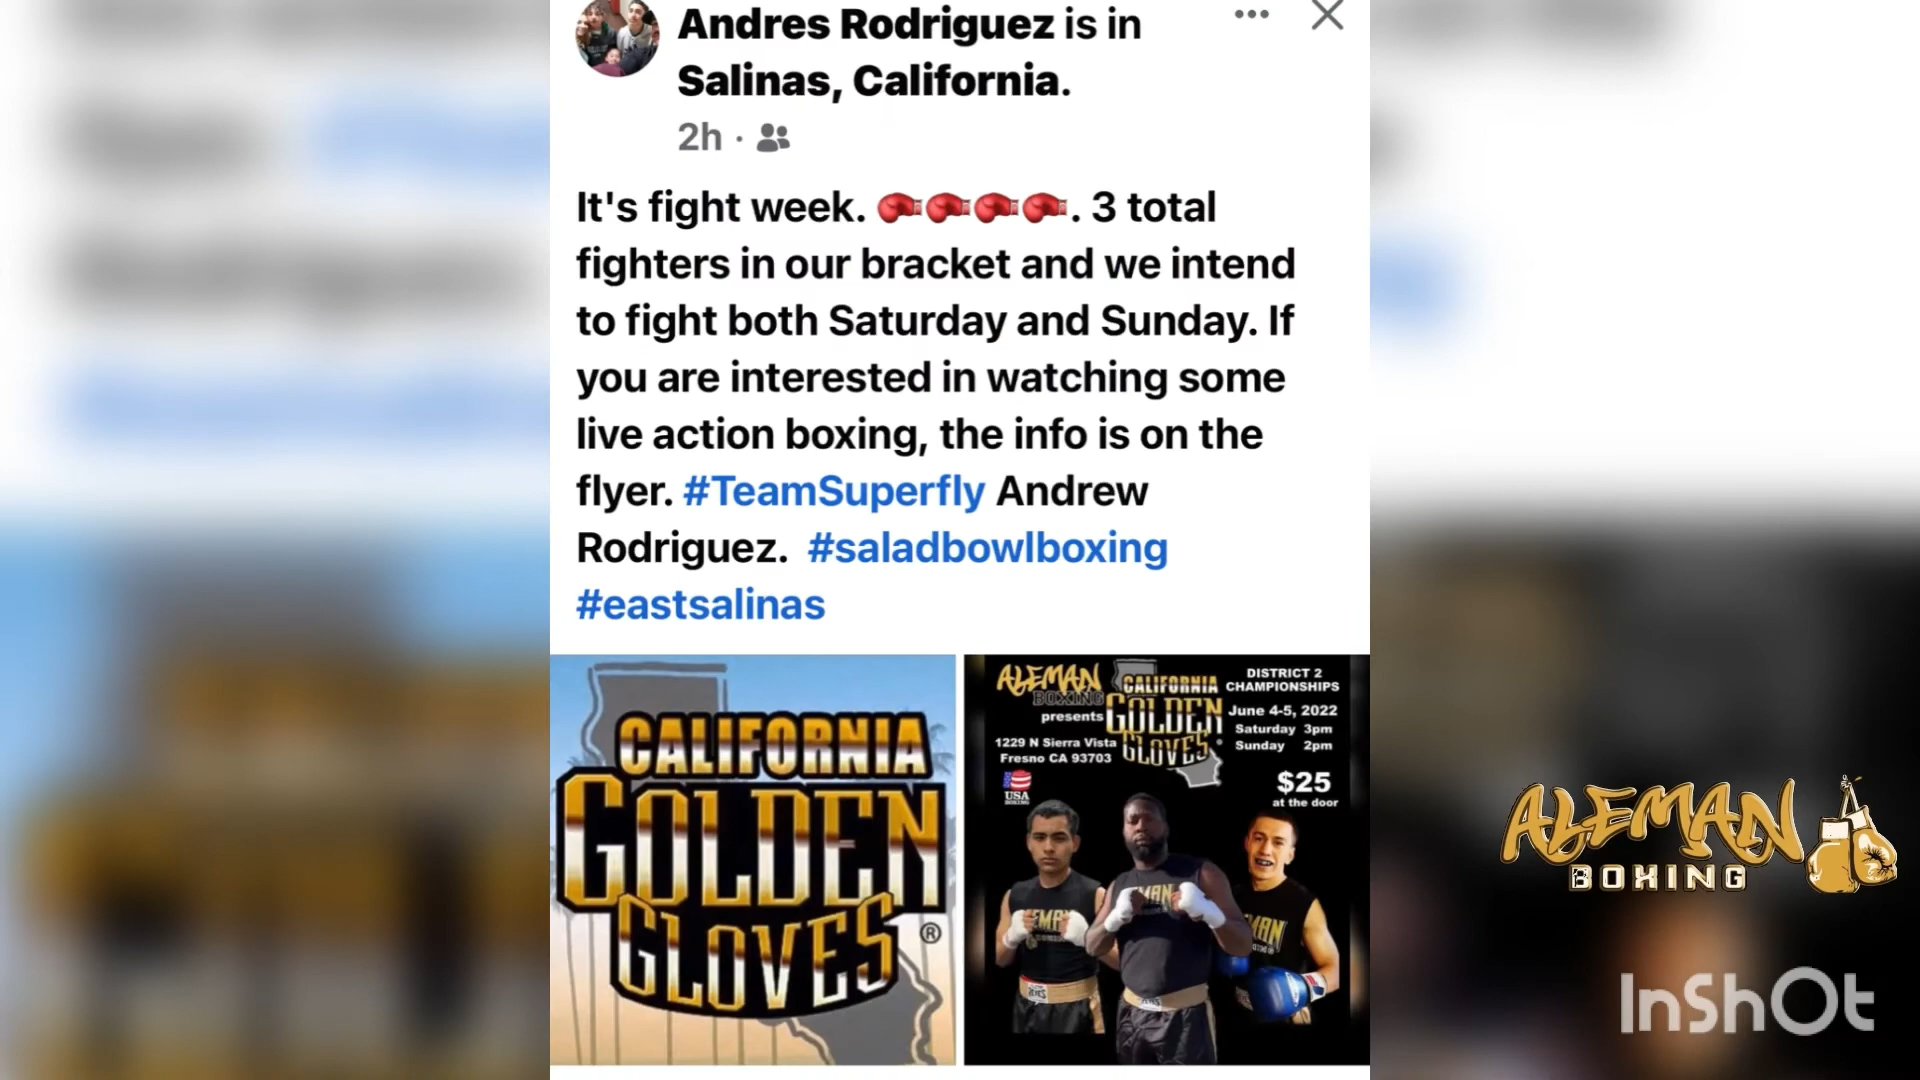 Andres Rodriguez is in
Salinas, California.
2h ·
It's fight week. 🥊🥊🥊🥊. 3 total
fighters in our bracket and we intend
to fight both Saturday and Sunday. If
you are interested in watching some
live action boxing, the info is on the
flyer. #TeamSuperfly Andrew
Rodriguez. #saladbowlboxing
#eastsalinas
CALIFORNIA
GOLDEN
GLOVES®
ALEMAN
BOXING
presents
1229 N Sierra Vista
Fresno CA 93703
USA
BOXING
CALIFORNIA
GOLDEN
GLOVES
DISTRICT 2
CHAMPIONSHIPS
June 4-5, 2022
Saturday 3pm
Sunday 2pm
$25
at the door
ALEMAN
BOXING
InShOt